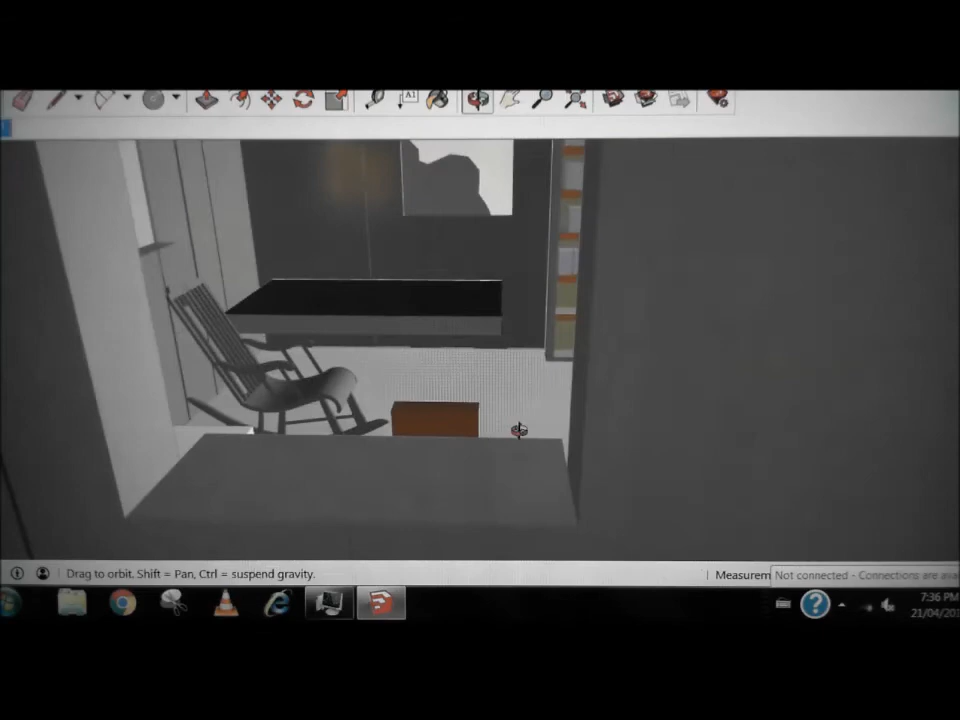 A1
Drag to orbit. Shift = Pan, Ctrl = suspend gravity.
Measurem
Not connected - Connections are ava
7:36 PM
21/04/20